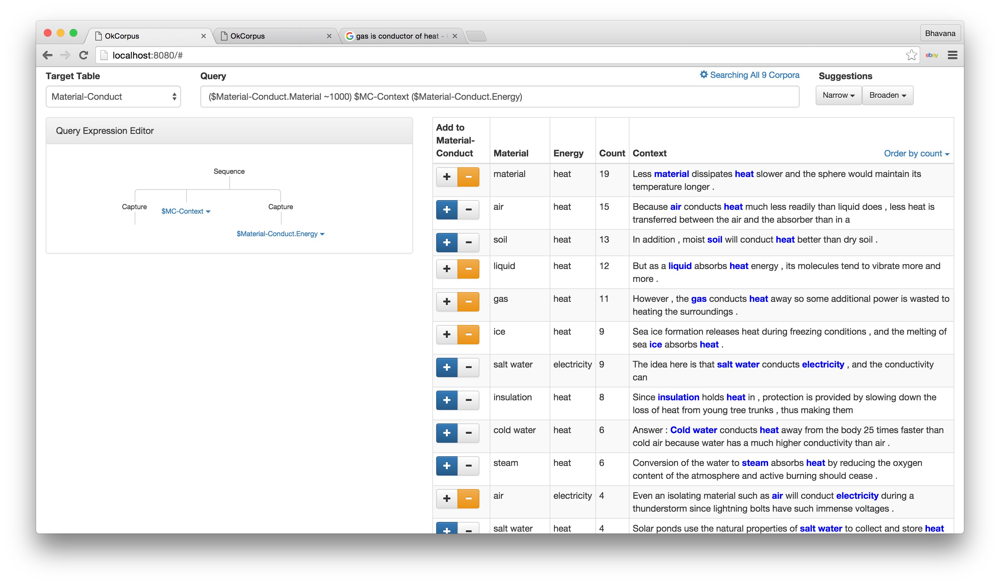 OkCorpus
OkCorpus
gas is conductor of heat -
Bhavana
localhost:8080/#
ebay
Target Table
Query
Searching All 9 Corpora
Suggestions
Material-Conduct
($Material-Conduct.Material ~1000) $MC-Context ($Material-Conduct.Energy)
Narrow
Broaden
Query Expression Editor
Sequence
Capture
$MC-Context
Capture
$Material-Conduct.Energy
Add to
Material-
Conduct
Material
Energy
Count
Context
Order by count
+ - material heat 19 Less material dissipates heat slower and the sphere would maintain its
temperature longer .
+ - air heat 15 Because air conducts heat much less readily than liquid does , less heat is
transferred between the air and the absorber than in a
+ - soil heat 13 In addition , moist soil will conduct heat better than dry soil .
+ - liquid heat 12 But as a liquid absorbs heat energy , its molecules tend to vibrate more and
more .
+ - gas heat 11 However , the gas conducts heat away so some additional power is wasted to
heating the surroundings .
+ - ice heat 9 Sea ice formation releases heat during freezing conditions , and the melting of
sea ice absorbs heat .
+ - salt water electricity 9 The idea here is that salt water conducts electricity , and the conductivity
can
+ - insulation heat 8 Since insulation holds heat in , protection is provided by slowing down the
loss of heat from young tree trunks , thus making them
+ - cold water heat 6 Answer : Cold water conducts heat away from the body 25 times faster than
cold air because water has a much higher conductivity than air .
+ - steam heat 6 Conversion of the water to steam absorbs heat by reducing the oxygen
content of the atmosphere and active burning should cease .
+ - air electricity 4 Even an isolating material such as air will conduct electricity during a
thunderstorm since lightning bolts have such immense voltages .
+ - salt water heat 4 Solar ponds use the natural properties of salt water to collect and store heat